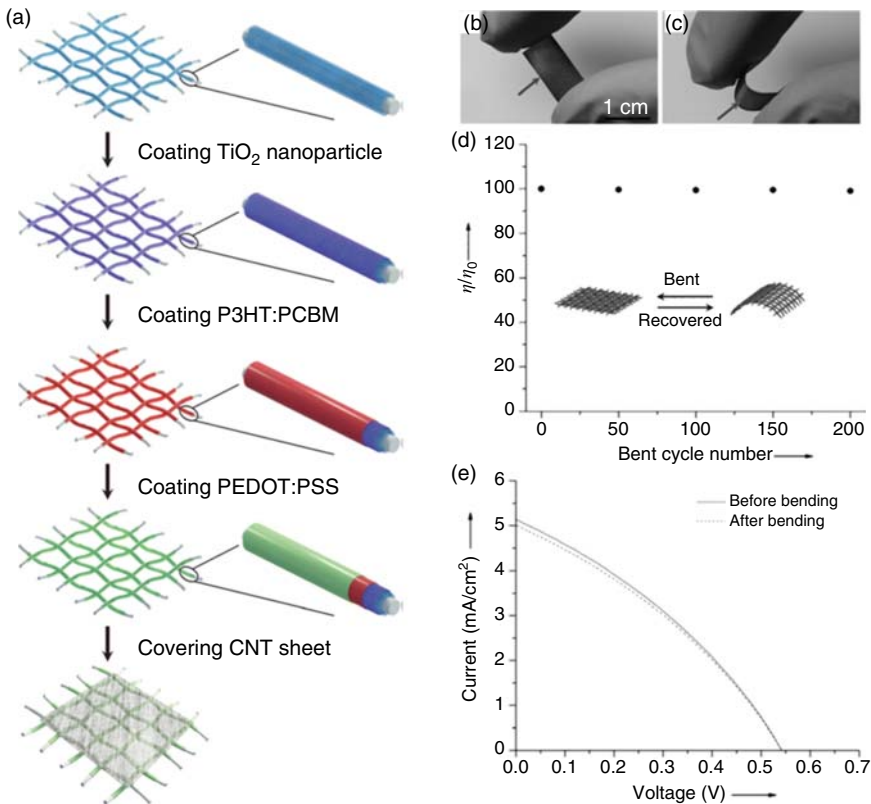 (a)
Coating TiO₂ nanoparticle
Coating P3HT:PCBM
Coating PEDOT:PSS
Covering CNT sheet
(b)
1 cm
(c)
(d)
120
100
80
60
40
20
0
η/η₀
Bent
Recovered
0 50 100 150 200
Bent cycle number
(e)
6
5
4
3
2
1
0
Current (mA/cm²)
Before bending
After bending
0.0 0.1 0.2 0.3 0.4 0.5 0.6 0.7
Voltage (V)